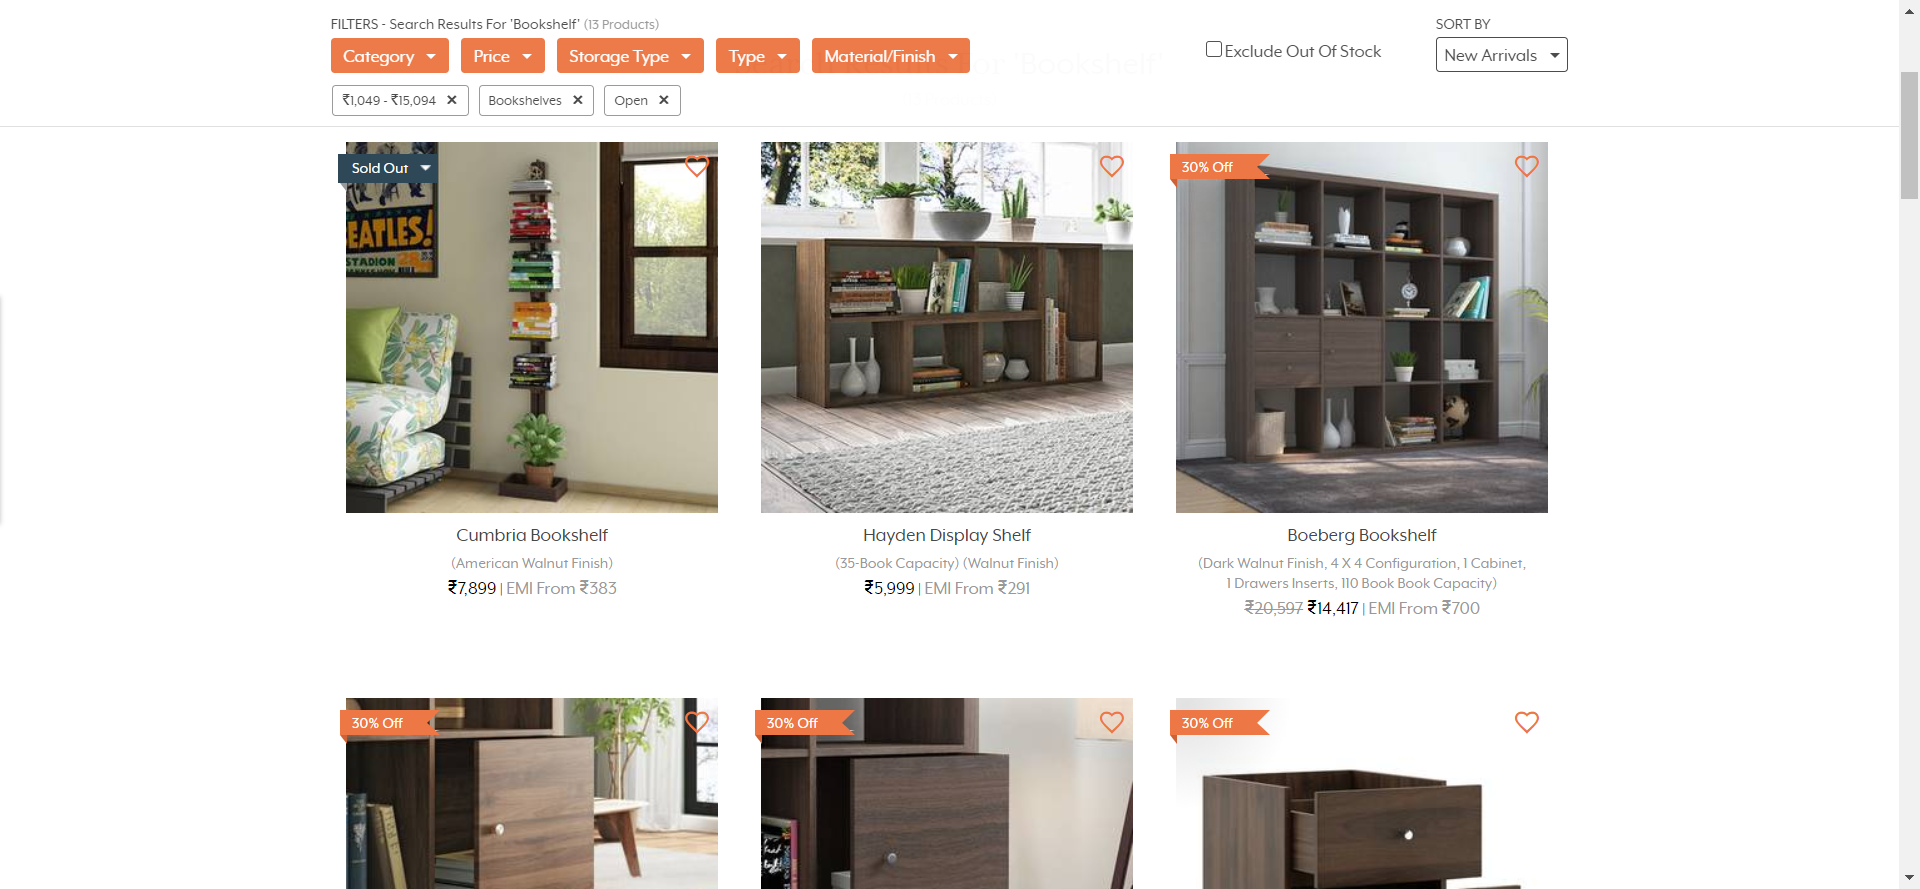 FILTERS - Search Results For 'Bookshelf' (13 Products)
SORT BY
Category
Price
Storage Type
Type
Material/Finish
Exclude Out Of Stock
New Arrivals
₹1,049 - ₹15,094 ✕
Bookshelves ✕
Open ✕
Sold Out
30% Off
BEATLES!
STADION 28
Cumbria Bookshelf
(American Walnut Finish)
₹7,899 | EMI From ₹383
Hayden Display Shelf
(35-Book Capacity) (Walnut Finish)
₹5,999 | EMI From ₹291
Boeberg Bookshelf
(Dark Walnut Finish, 4 X 4 Configuration, 1 Cabinet,
1 Drawers Inserts, 110 Book Book Capacity)
₹20,597 ₹14,417 | EMI From ₹700
30% Off
30% Off
30% Off